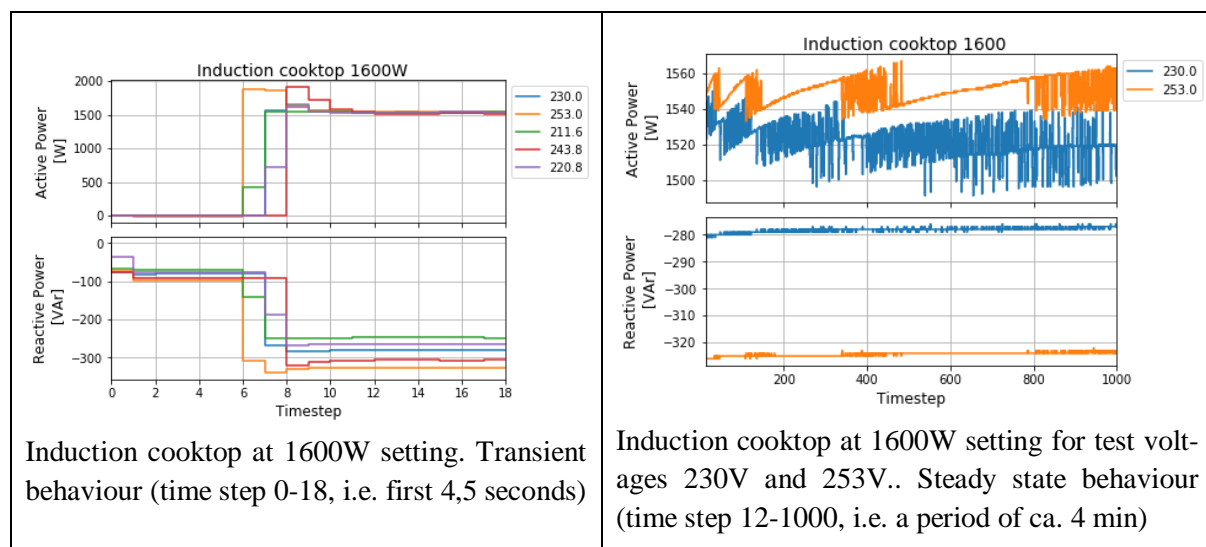 Induction cooktop 1600W
2000
1500
1000
500
0
Active Power
[W]
230.0
253.0
211.6
243.8
220.8
0
−100
−200
−300
Reactive Power
[VAr]
0 2 4 6 8 10 12 14 16 18
Timestep
Induction cooktop at 1600W setting. Transient
behaviour (time step 0-18, i.e. first 4,5 seconds)
Induction cooktop 1600
1560
1540
1520
1500
Active Power
[W]
230.0
253.0
−280
−290
−300
−310
−320
Reactive Power
[VAr]
200 400 600 800 1000
Timestep
Induction cooktop at 1600W setting for test volt-
ages 230V and 253V.. Steady state behaviour
(time step 12-1000, i.e. a period of ca. 4 min)